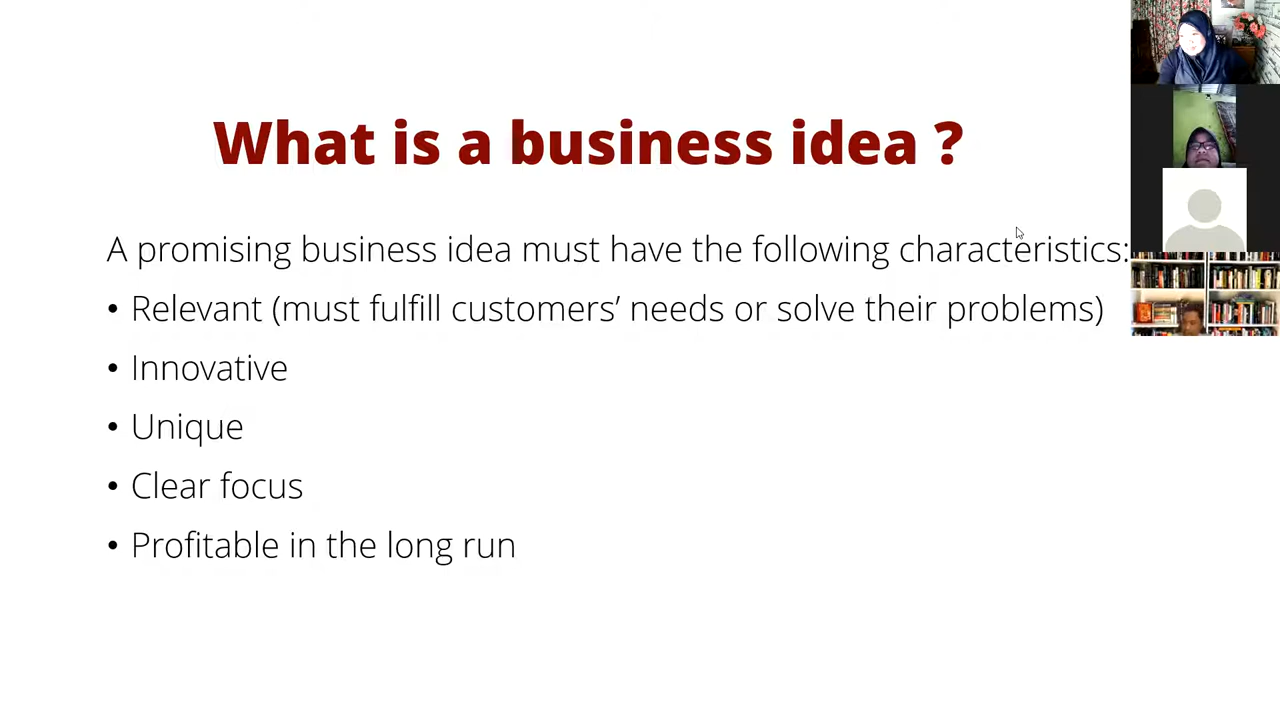 What is a business idea ?
A promising business idea must have the following characteristics:
• Relevant (must fulfill customers’ needs or solve their problems)
• Innovative
• Unique
• Clear focus
• Profitable in the long run